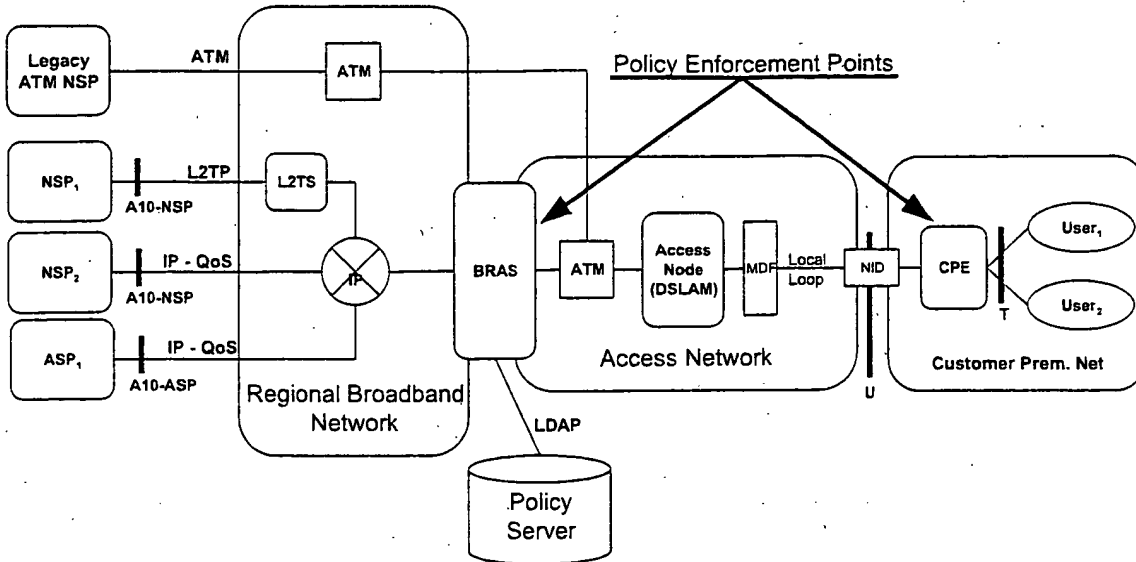 Legacy
ATM NSP
ATM
ATM
Policy Enforcement Points
NSP1
L2TP
A10-NSP
L2TS
NSP2
IP - QoS
A10-NSP
IP
ASP1
IP - QoS
A10-ASP
Regional Broadband
Network
BRAS
ATM
Access
Node
(DSLAM)
MDF
Local
Loop
Access Network
NID
U
CPE
T
User1
User2
Customer Prem. Net
LDAP
Policy
Server